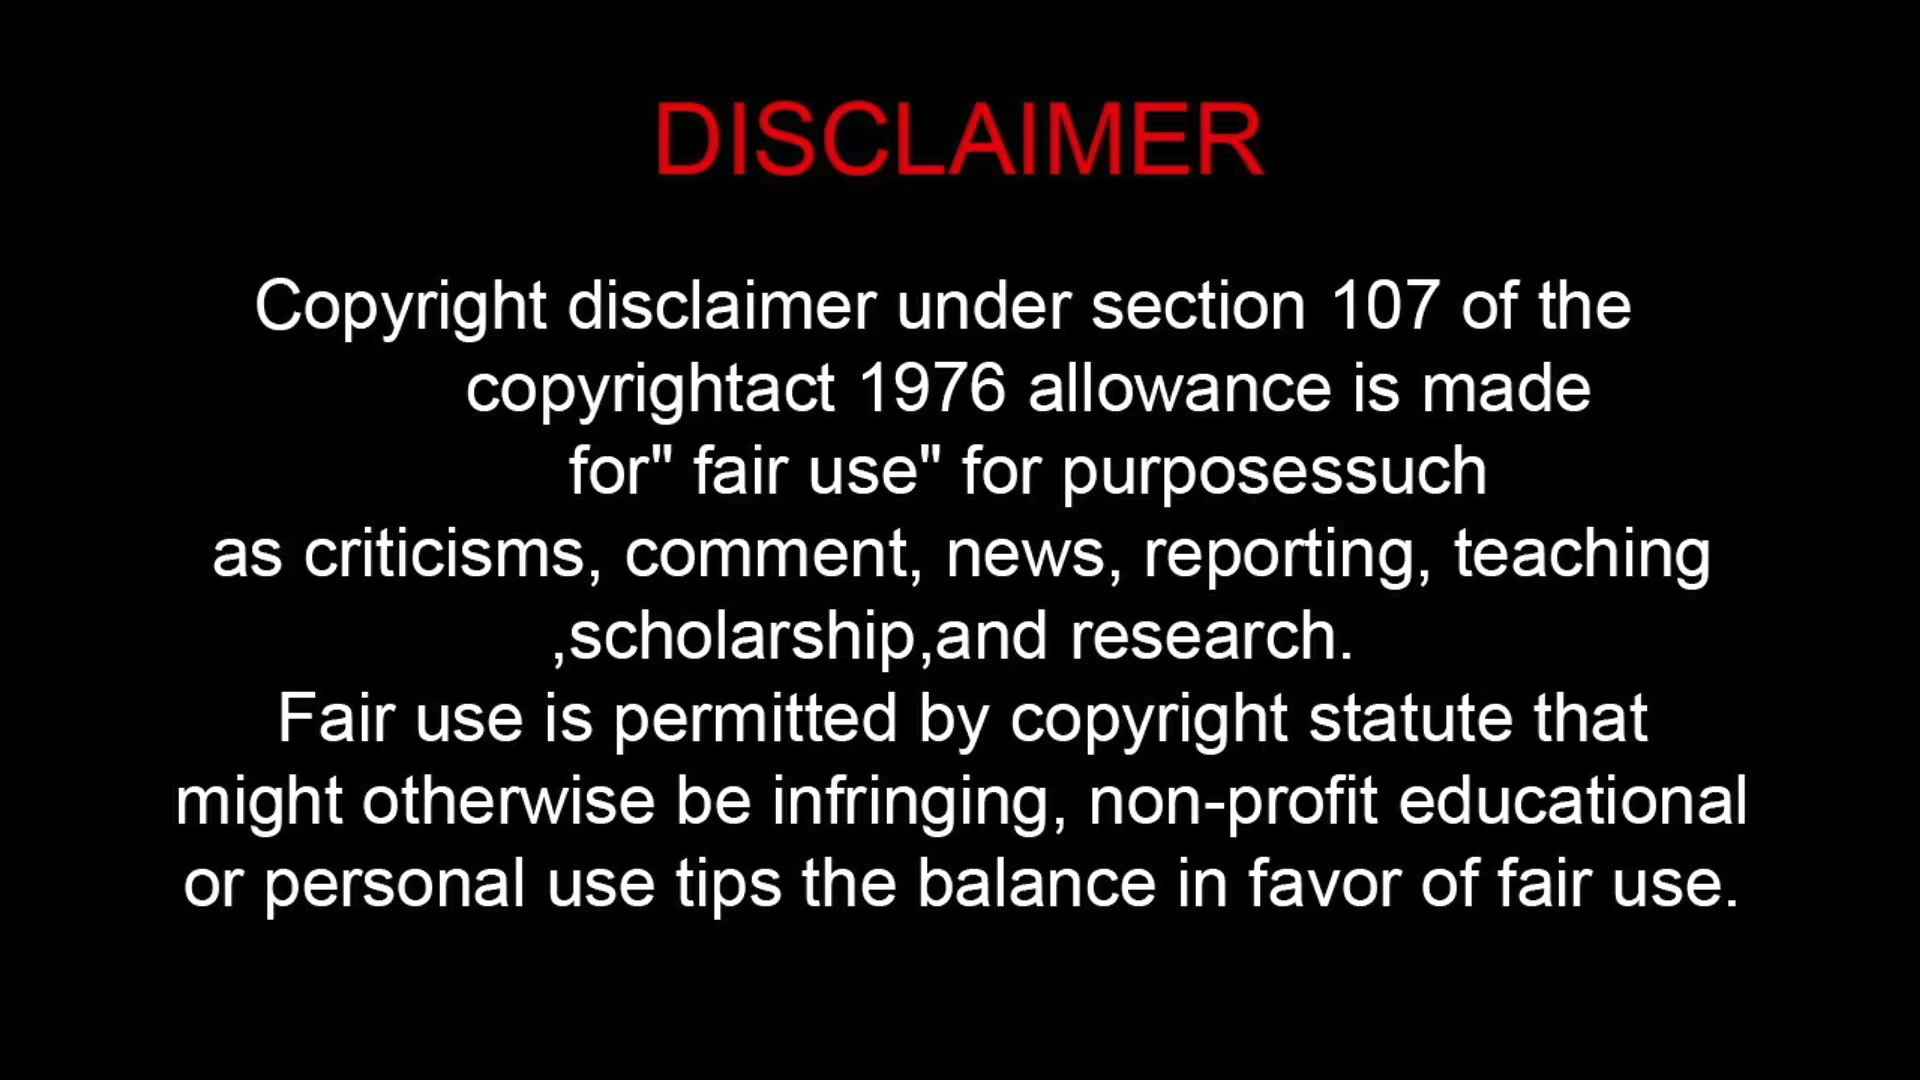 DISCLAIMER
Copyright disclaimer under section 107 of the
copyrightact 1976 allowance is made
for" fair use" for purposessuch
as criticisms, comment, news, reporting, teaching
,scholarship,and research.
Fair use is permitted by copyright statute that
might otherwise be infringing, non-profit educational
or personal use tips the balance in favor of fair use.